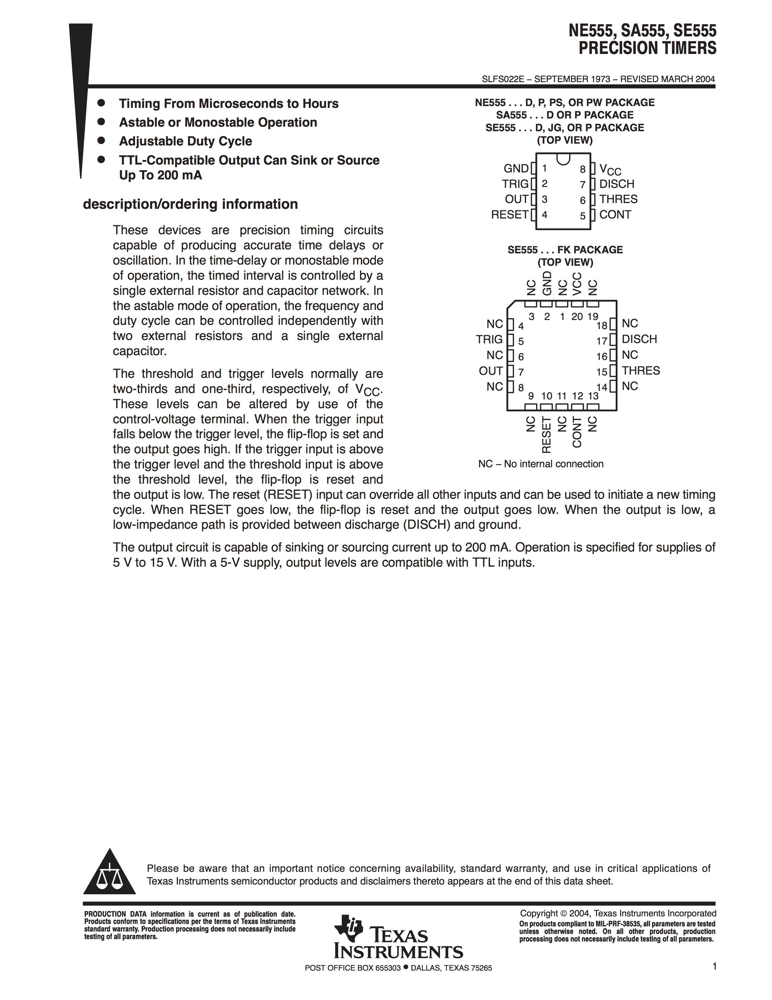 NE555, SA555, SE555
PRECISION TIMERS
SLFS022E – SEPTEMBER 1973 – REVISED MARCH 2004
● Timing From Microseconds to Hours
● Astable or Monostable Operation
● Adjustable Duty Cycle
● TTL-Compatible Output Can Sink or Source
Up To 200 mA
description/ordering information
These devices are precision timing circuits
capable of producing accurate time delays or
oscillation. In the time-delay or monostable mode
of operation, the timed interval is controlled by a
single external resistor and capacitor network. In
the astable mode of operation, the frequency and
duty cycle can be controlled independently with
two external resistors and a single external
capacitor.
The threshold and trigger levels normally are
two-thirds and one-third, respectively, of VCC.
These levels can be altered by use of the
control-voltage terminal. When the trigger input
falls below the trigger level, the flip-flop is set and
the output goes high. If the trigger input is above
the trigger level and the threshold input is above
the threshold level, the flip-flop is reset and
the output is low. The reset (RESET) input can override all other inputs and can be used to initiate a new timing
cycle. When RESET goes low, the flip-flop is reset and the output goes low. When the output is low, a
low-impedance path is provided between discharge (DISCH) and ground.
The output circuit is capable of sinking or sourcing current up to 200 mA. Operation is specified for supplies of
5 V to 15 V. With a 5-V supply, output levels are compatible with TTL inputs.
NE555 . . . D, P, PS, OR PW PACKAGE
SA555 . . . D OR P PACKAGE
SE555 . . . D, JG, OR P PACKAGE
(TOP VIEW)
GND 1 8 VCC
TRIG 2 7 DISCH
OUT 3 6 THRES
RESET 4 5 CONT
SE555 . . . FK PACKAGE
(TOP VIEW)
NC GND NC VCC NC
3 2 1 20 19
NC 4 18 NC
TRIG 5 17 DISCH
NC 6 16 NC
OUT 7 15 THRES
NC 8 14 NC
9 10 11 12 13
NC RESET NC CONT NC
NC – No internal connection
Please be aware that an important notice concerning availability, standard warranty, and use in critical applications of
Texas Instruments semiconductor products and disclaimers thereto appears at the end of this data sheet.
PRODUCTION DATA information is current as of publication date.
Products conform to specifications per the terms of Texas Instruments
standard warranty. Production processing does not necessarily include
testing of all parameters.
TEXAS
INSTRUMENTS
POST OFFICE BOX 655303 ● DALLAS, TEXAS 75265
Copyright © 2004, Texas Instruments Incorporated
On products compliant to MIL-PRF-38535, all parameters are tested
unless otherwise noted. On all other products, production
processing does not necessarily include testing of all parameters.
1